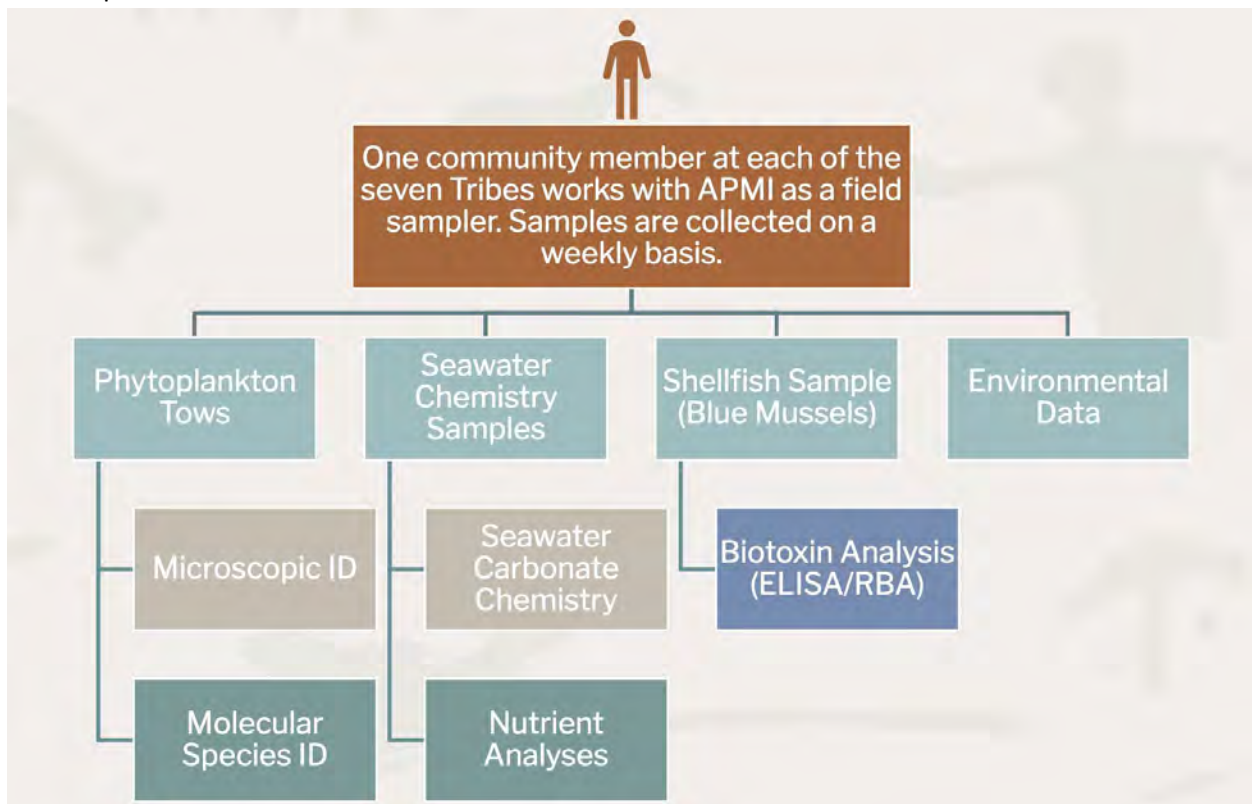 One community member at each of the
seven Tribes works with APMI as a field
sampler. Samples are collected on a
weekly basis.
Phytoplankton
Tows
Seawater
Chemistry
Samples
Shellfish Sample
(Blue Mussels)
Environmental
Data
Microscopic ID
Seawater
Carbonate
Chemistry
Biotoxin Analysis
(ELISA/RBA)
Molecular
Species ID
Nutrient
Analyses